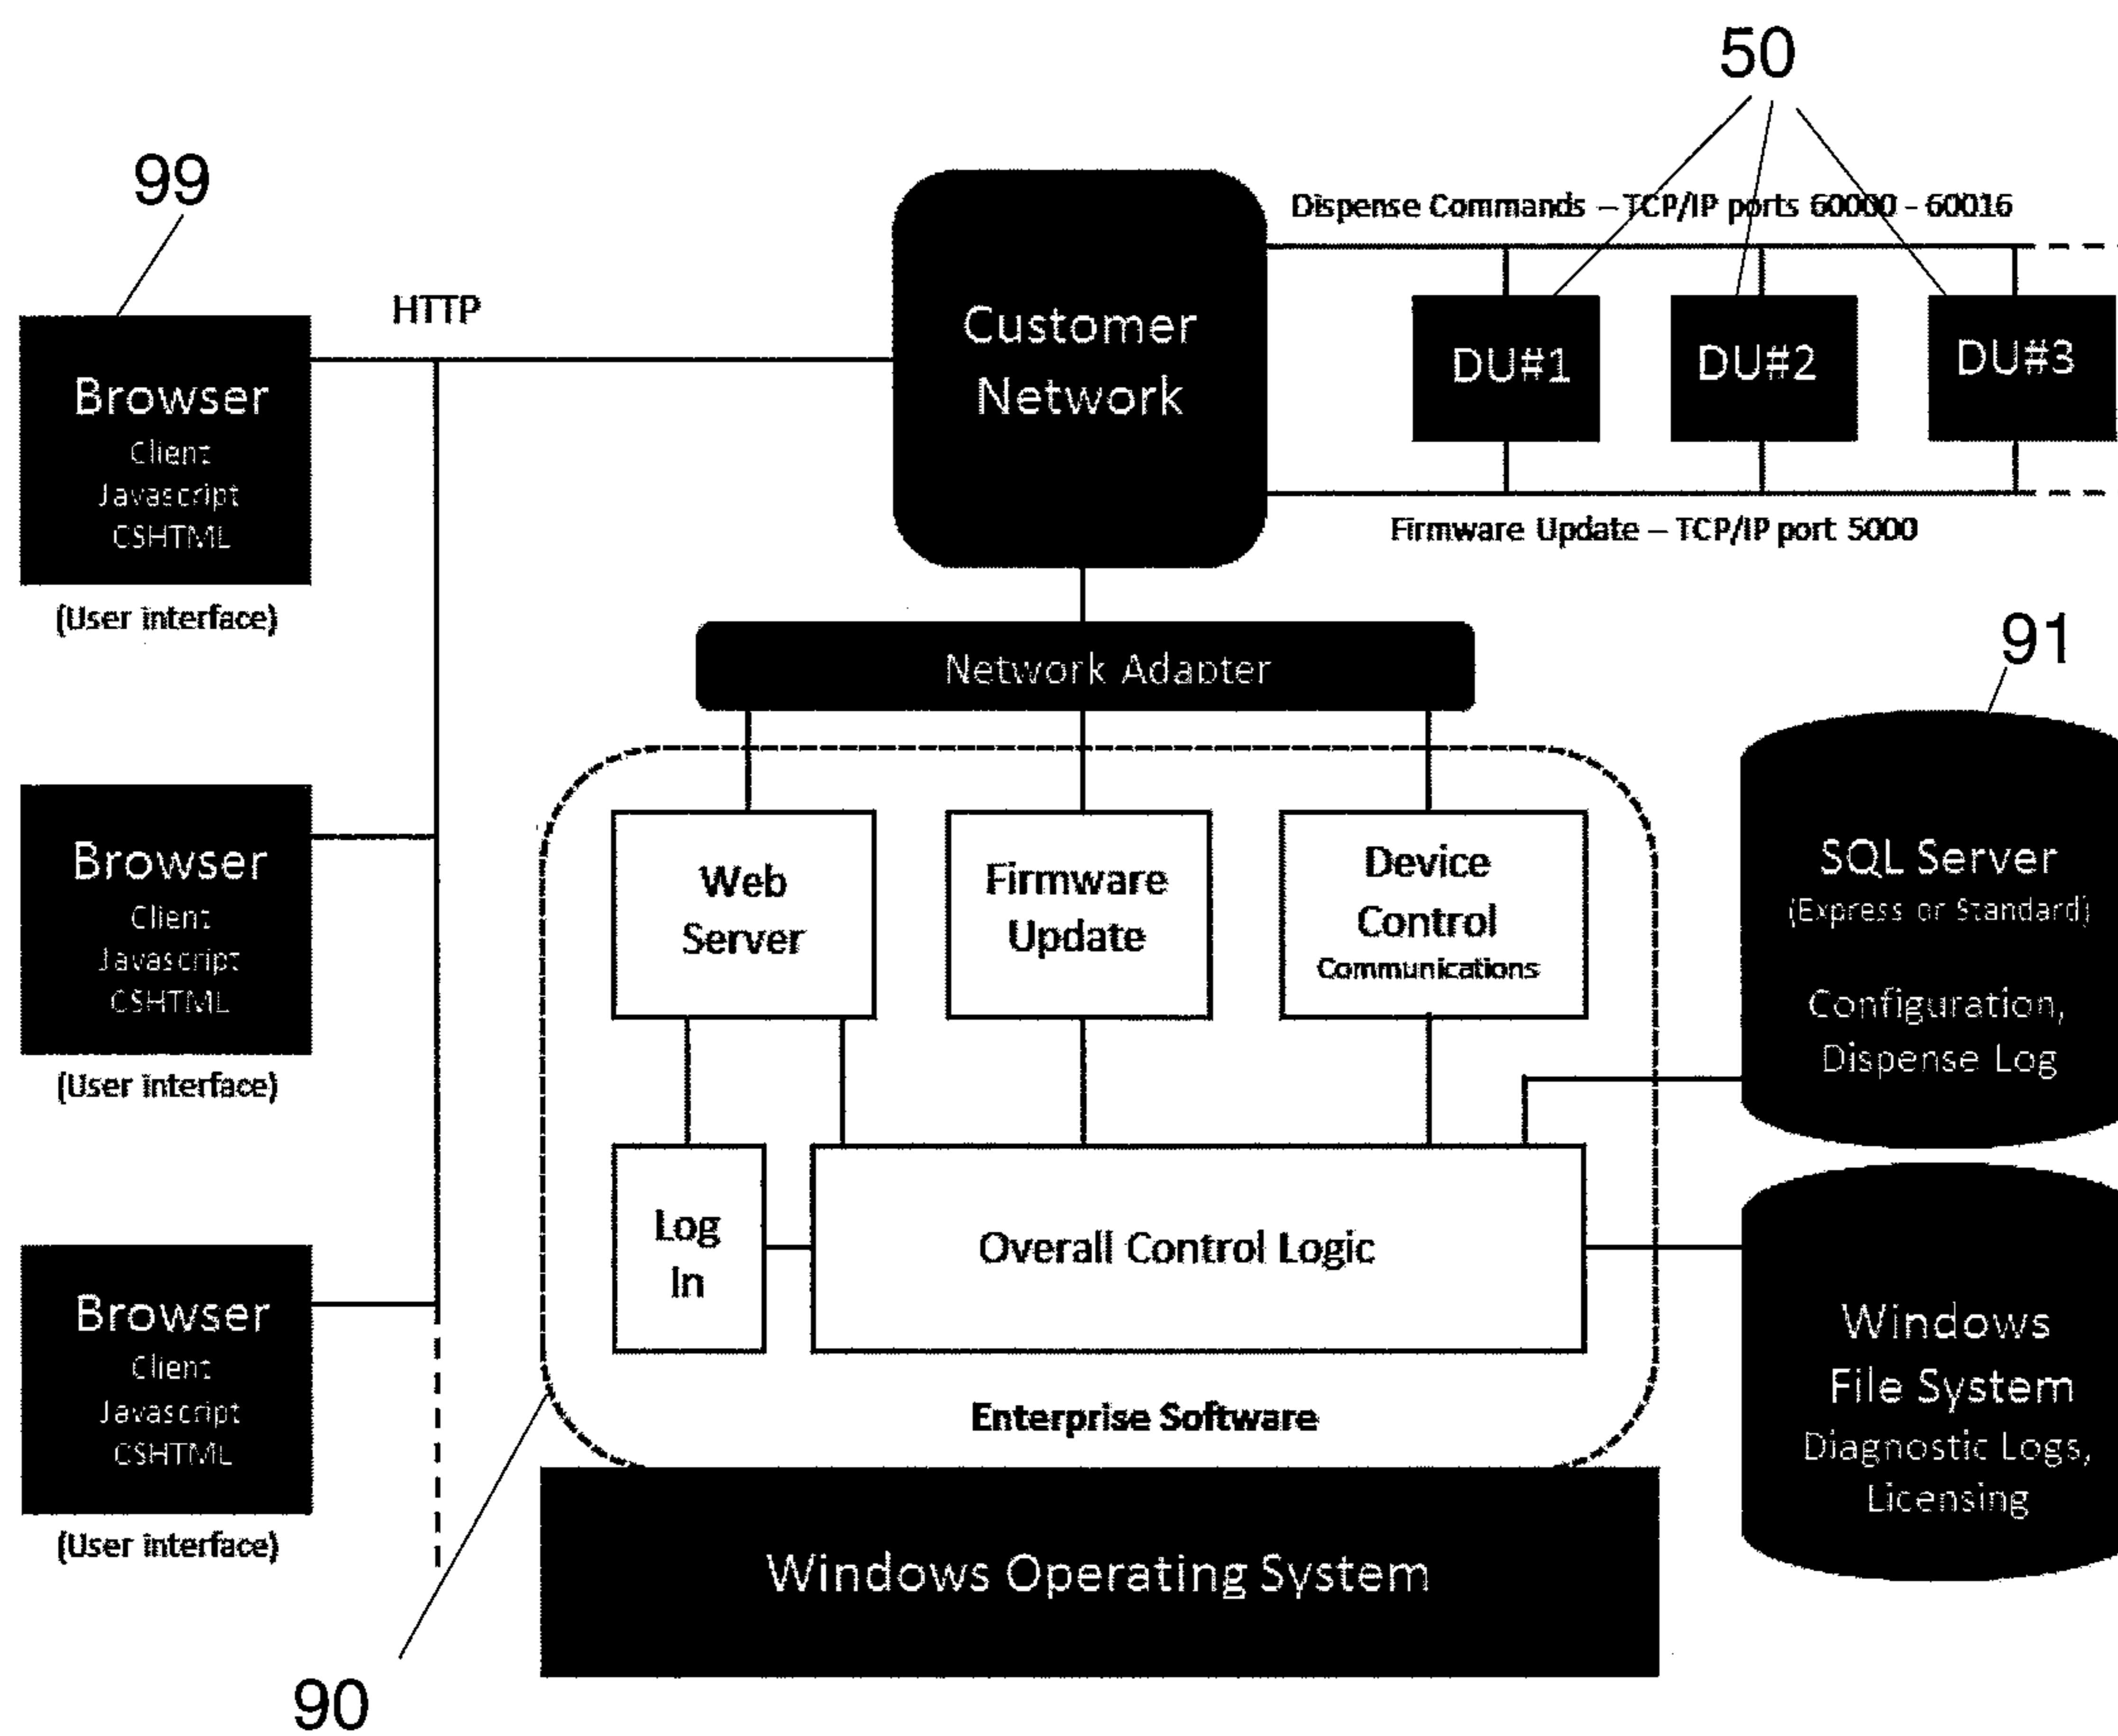 50
99
Dispense Commands – TCP/IP ports 60000 - 60016
HTTP
Customer
Network
DU#1
DU#2
DU#3
Browser
Client
Javascript
CSHTML
(User interface)
Firmware Update – TCP/IP port 5000
Network Adapter
91
Browser
Client
Javascript
CSHTML
(User interface)
Web
Server
Firmware
Update
Device
Control
Communications
SQL Server
(Express or Standard)
Configuration,
Dispense Log
Log
In
Overall Control Logic
Browser
Client
Javascript
CSHTML
(User interface)
Windows
File System
Diagnostic Logs,
Licensing
Enterprise Software
Windows Operating System
90